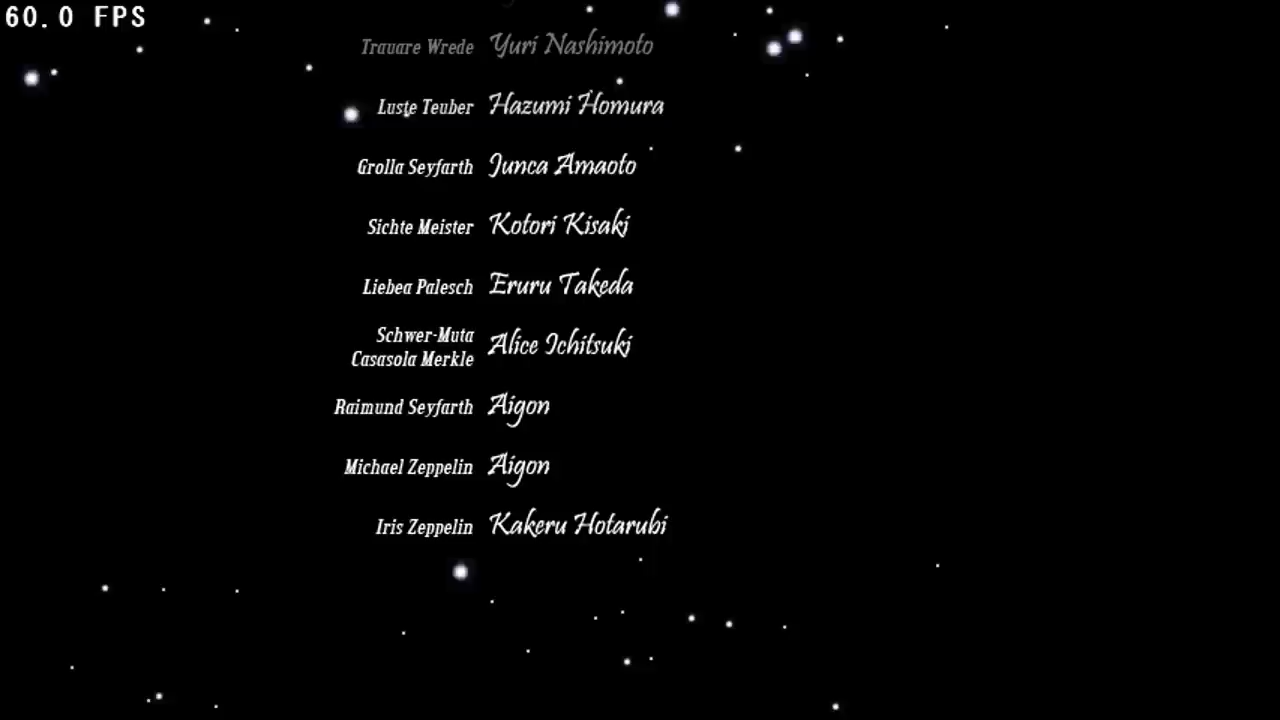 60.0 FPS
Trauare Wrede Yuri Nashimoto
Luste Teuber Hazumi Homura
Grolla Seyfarth Junca Amaoto
Sichte Meister Kotori Kisaki
Liebea Palesch Eruru Takeda
Schwer-Muta
Casasola Merkle Alice Ichitsuki
Raimund Seyfarth Aigon
Michael Zeppelin Aigon
Iris Zeppelin Kakeru Hotarubi